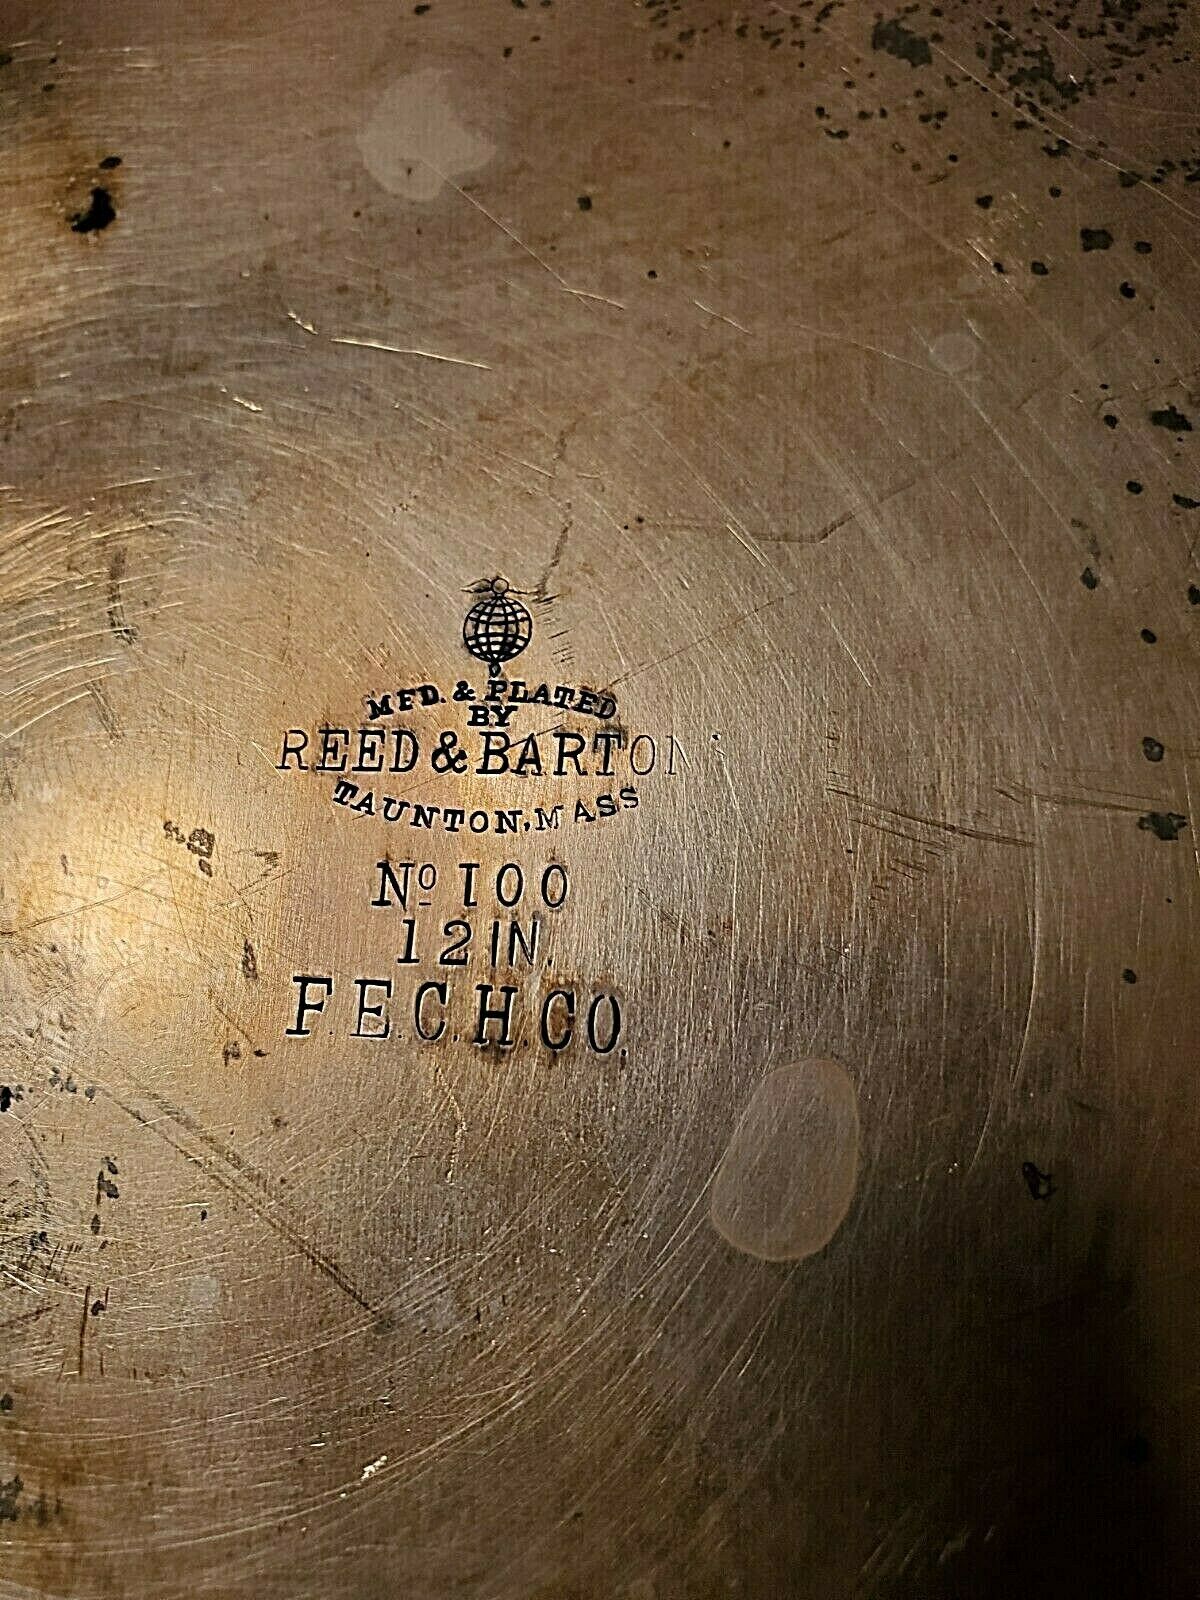 MFD. & PLATED
BY
REED & BARTON
TAUNTON, MASS
No 100
12 IN.
F.E.C.H.CO.